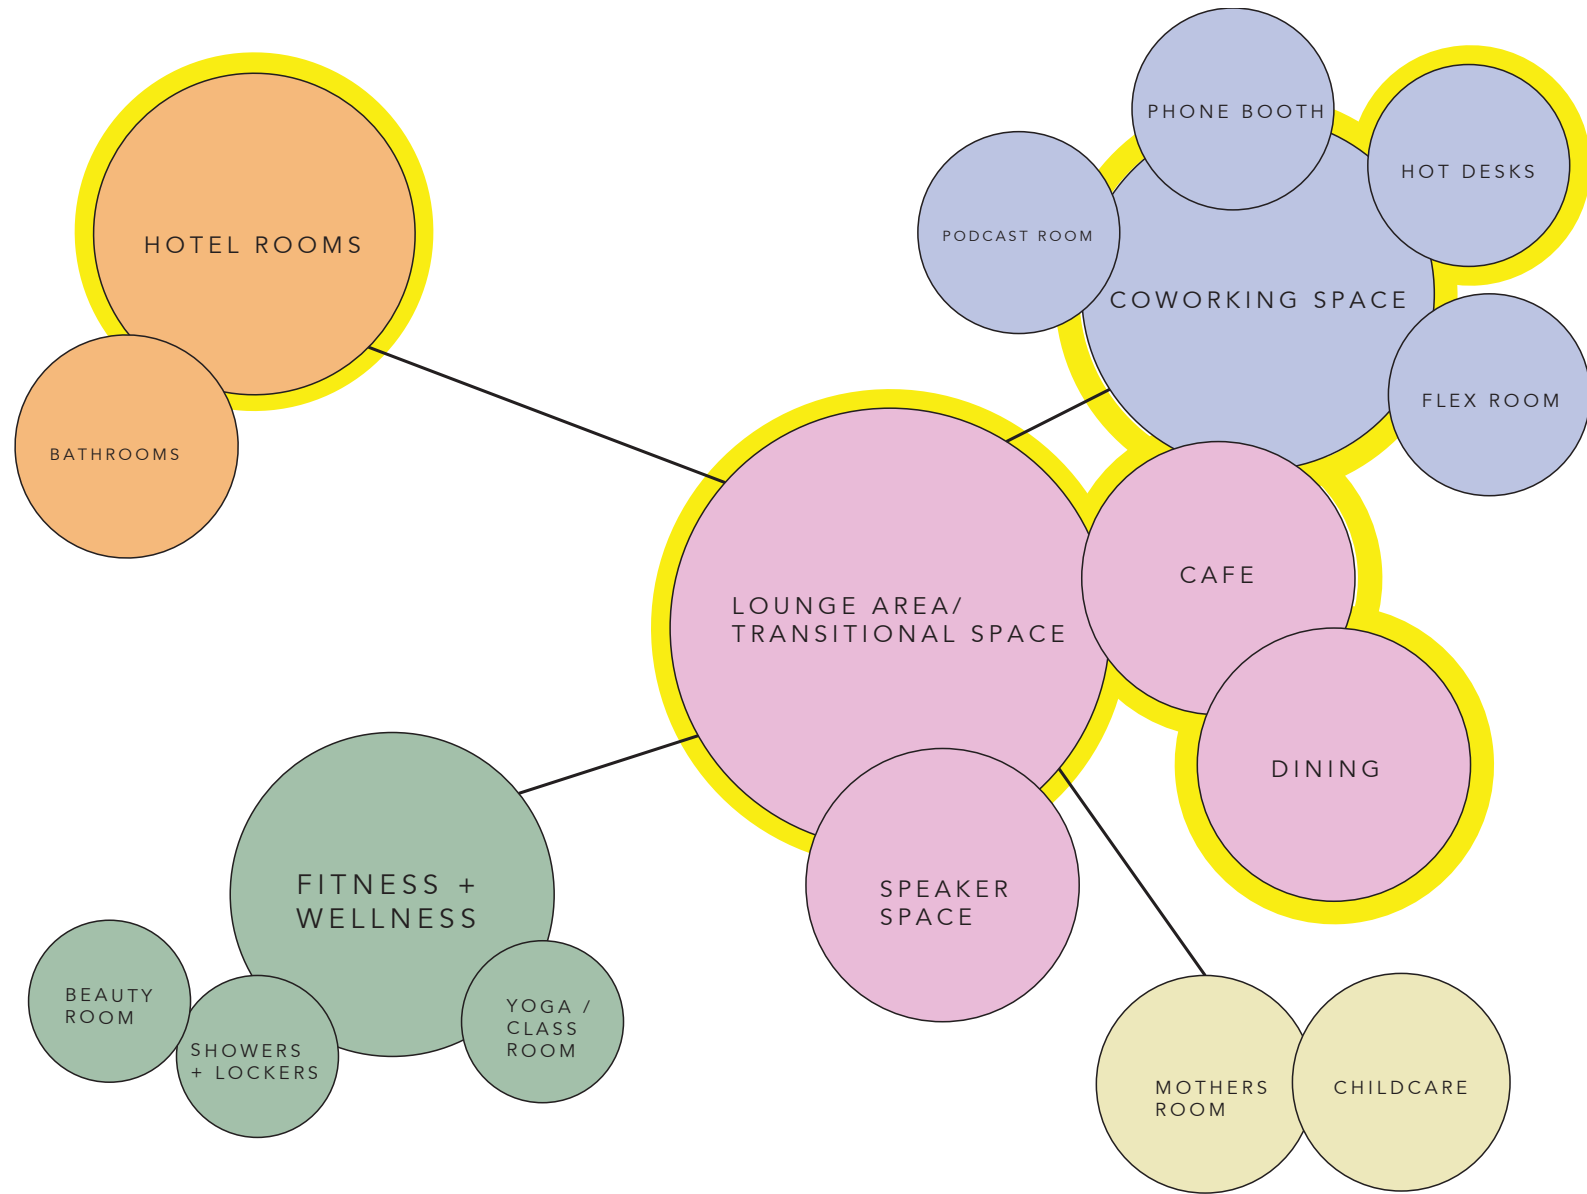 PHONE BOOTH
HOT DESKS
PODCAST ROOM
HOTEL ROOMS
COWORKING SPACE
FLEX ROOM
BATHROOMS
CAFE
LOUNGE AREA/
TRANSITIONAL SPACE
DINING
FITNESS +
WELLNESS
SPEAKER
SPACE
BEAUTY
ROOM
YOGA /
CLASS
ROOM
SHOWERS
+ LOCKERS
MOTHERS
ROOM
CHILDCARE